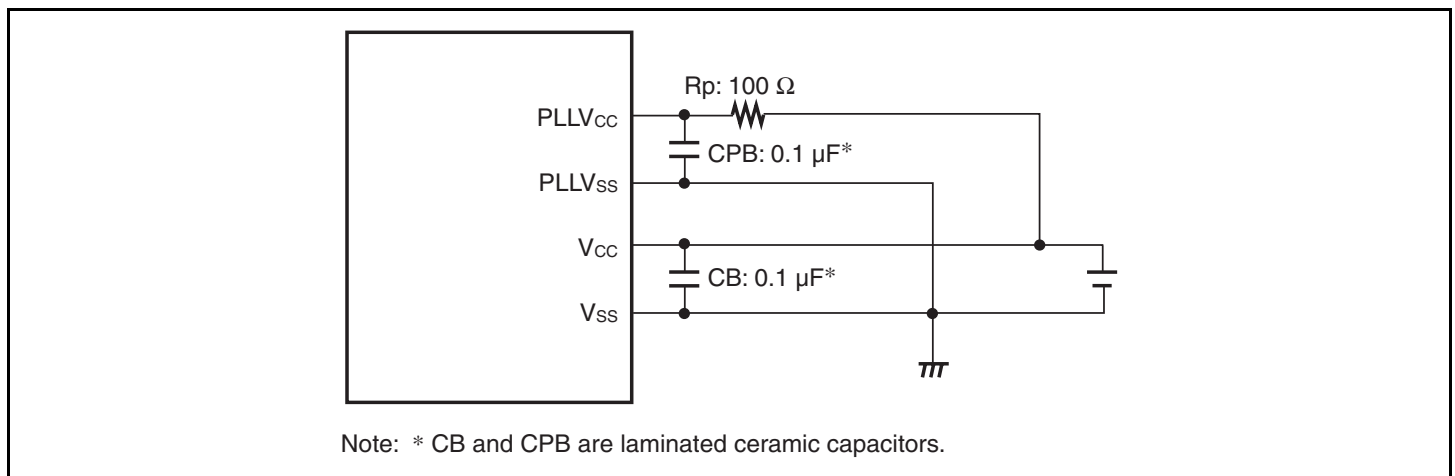 Rp: 100 Ω
PLLVCC
CPB: 0.1 µF*
PLLVSS
VCC
CB: 0.1 µF*
VSS
Note: * CB and CPB are laminated ceramic capacitors.